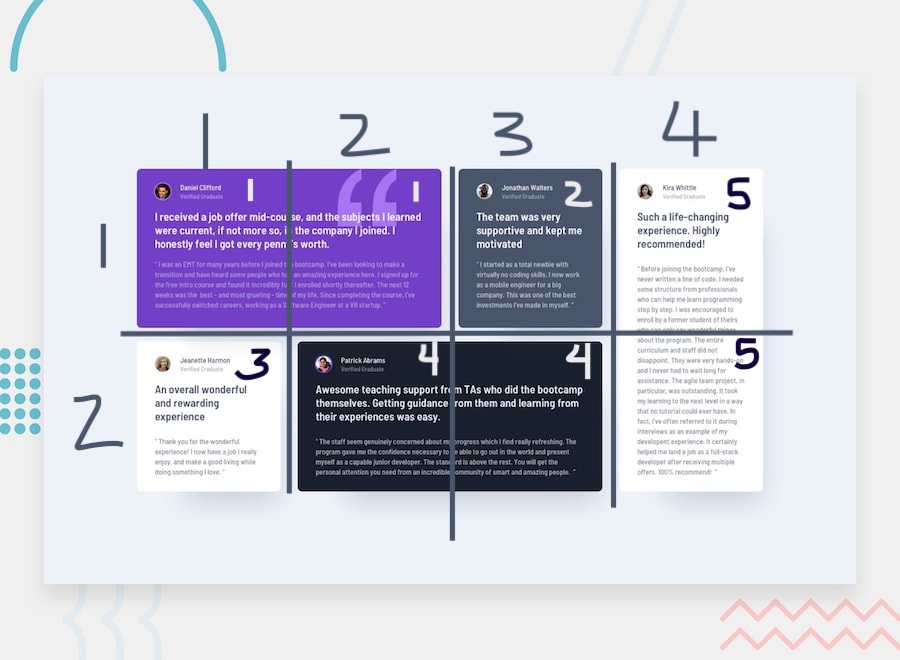 1 2 3 4
1
Daniel Clifford 1 1
Verified Graduate
“
I received a job offer mid-course, and the subjects I learned
were current, if not more so, in the company I joined. I
honestly feel I got every penny's worth.
“ I was an EMT for many years before I joined the bootcamp. I've been looking to make a
transition and have heard some people who had an amazing experience here. I signed up for
the free intro course and found it incredibly fun! I enrolled shortly thereafter. The next 12
weeks was the best - and most grueling - time of my life. Since completing the course, I've
successfully switched careers, working as a Software Engineer at a VR startup. ”
Jonathan Walters 2
Verified Graduate
The team was very
supportive and kept me
motivated
“ I started as a total newbie with
virtually no coding skills. I now work
as a mobile engineer for a big
company. This was one of the best
investments I've made in myself. ”
Kira Whittle 5
Verified Graduate
Such a life-changing
experience. Highly
recommended!
“ Before joining the bootcamp, I've
never written a line of code. I needed
some structure from professionals
who can help me learn programming
step by step. I was encouraged to
enroll by a former student of theirs
who can only say wonderful things
about the program. The entire
curriculum and staff did not
disappoint. They were very hands-on 5
and I never had to wait long for
assistance. The agile team project, in
particular, was outstanding. It took
my learning to the next level in a way
that no tutorial could ever have. In
fact, I've often referred to it during
interviews as an example of my
developent experience. It certainly
helped me land a job as a full-stack
developer after receiving multiple
offers. 100% recommend! ”
2
Jeanette Harmon 3
Verified Graduate
An overall wonderful
and rewarding
experience
“ Thank you for the wonderful
experience! I now have a job I really
enjoy, and make a good living while
doing something I love. ”
Patrick Abrams 4 4
Verified Graduate
Awesome teaching support from TAs who did the bootcamp
themselves. Getting guidance from them and learning from
their experiences was easy.
“ The staff seem genuinely concerned about my progress which I find really refreshing. The
program gave me the confidence necessary to be able to go out in the world and present
myself as a capable junior developer. The standard is above the rest. You will get the
personal attention you need from an incredible community of smart and amazing people. ”